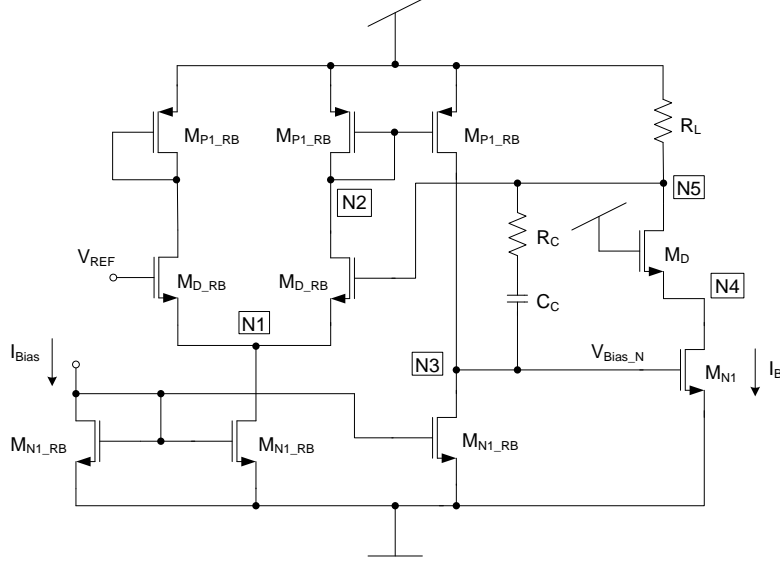 M_P1_RB
M_P1_RB
M_P1_RB
R_L
N2
N5
R_C
M_D
V_REF
M_D_RB
M_D_RB
C_C
N4
N1
I_Bias
N3
V_Bias_N
M_N1
I_B
M_N1_RB
M_N1_RB
M_N1_RB